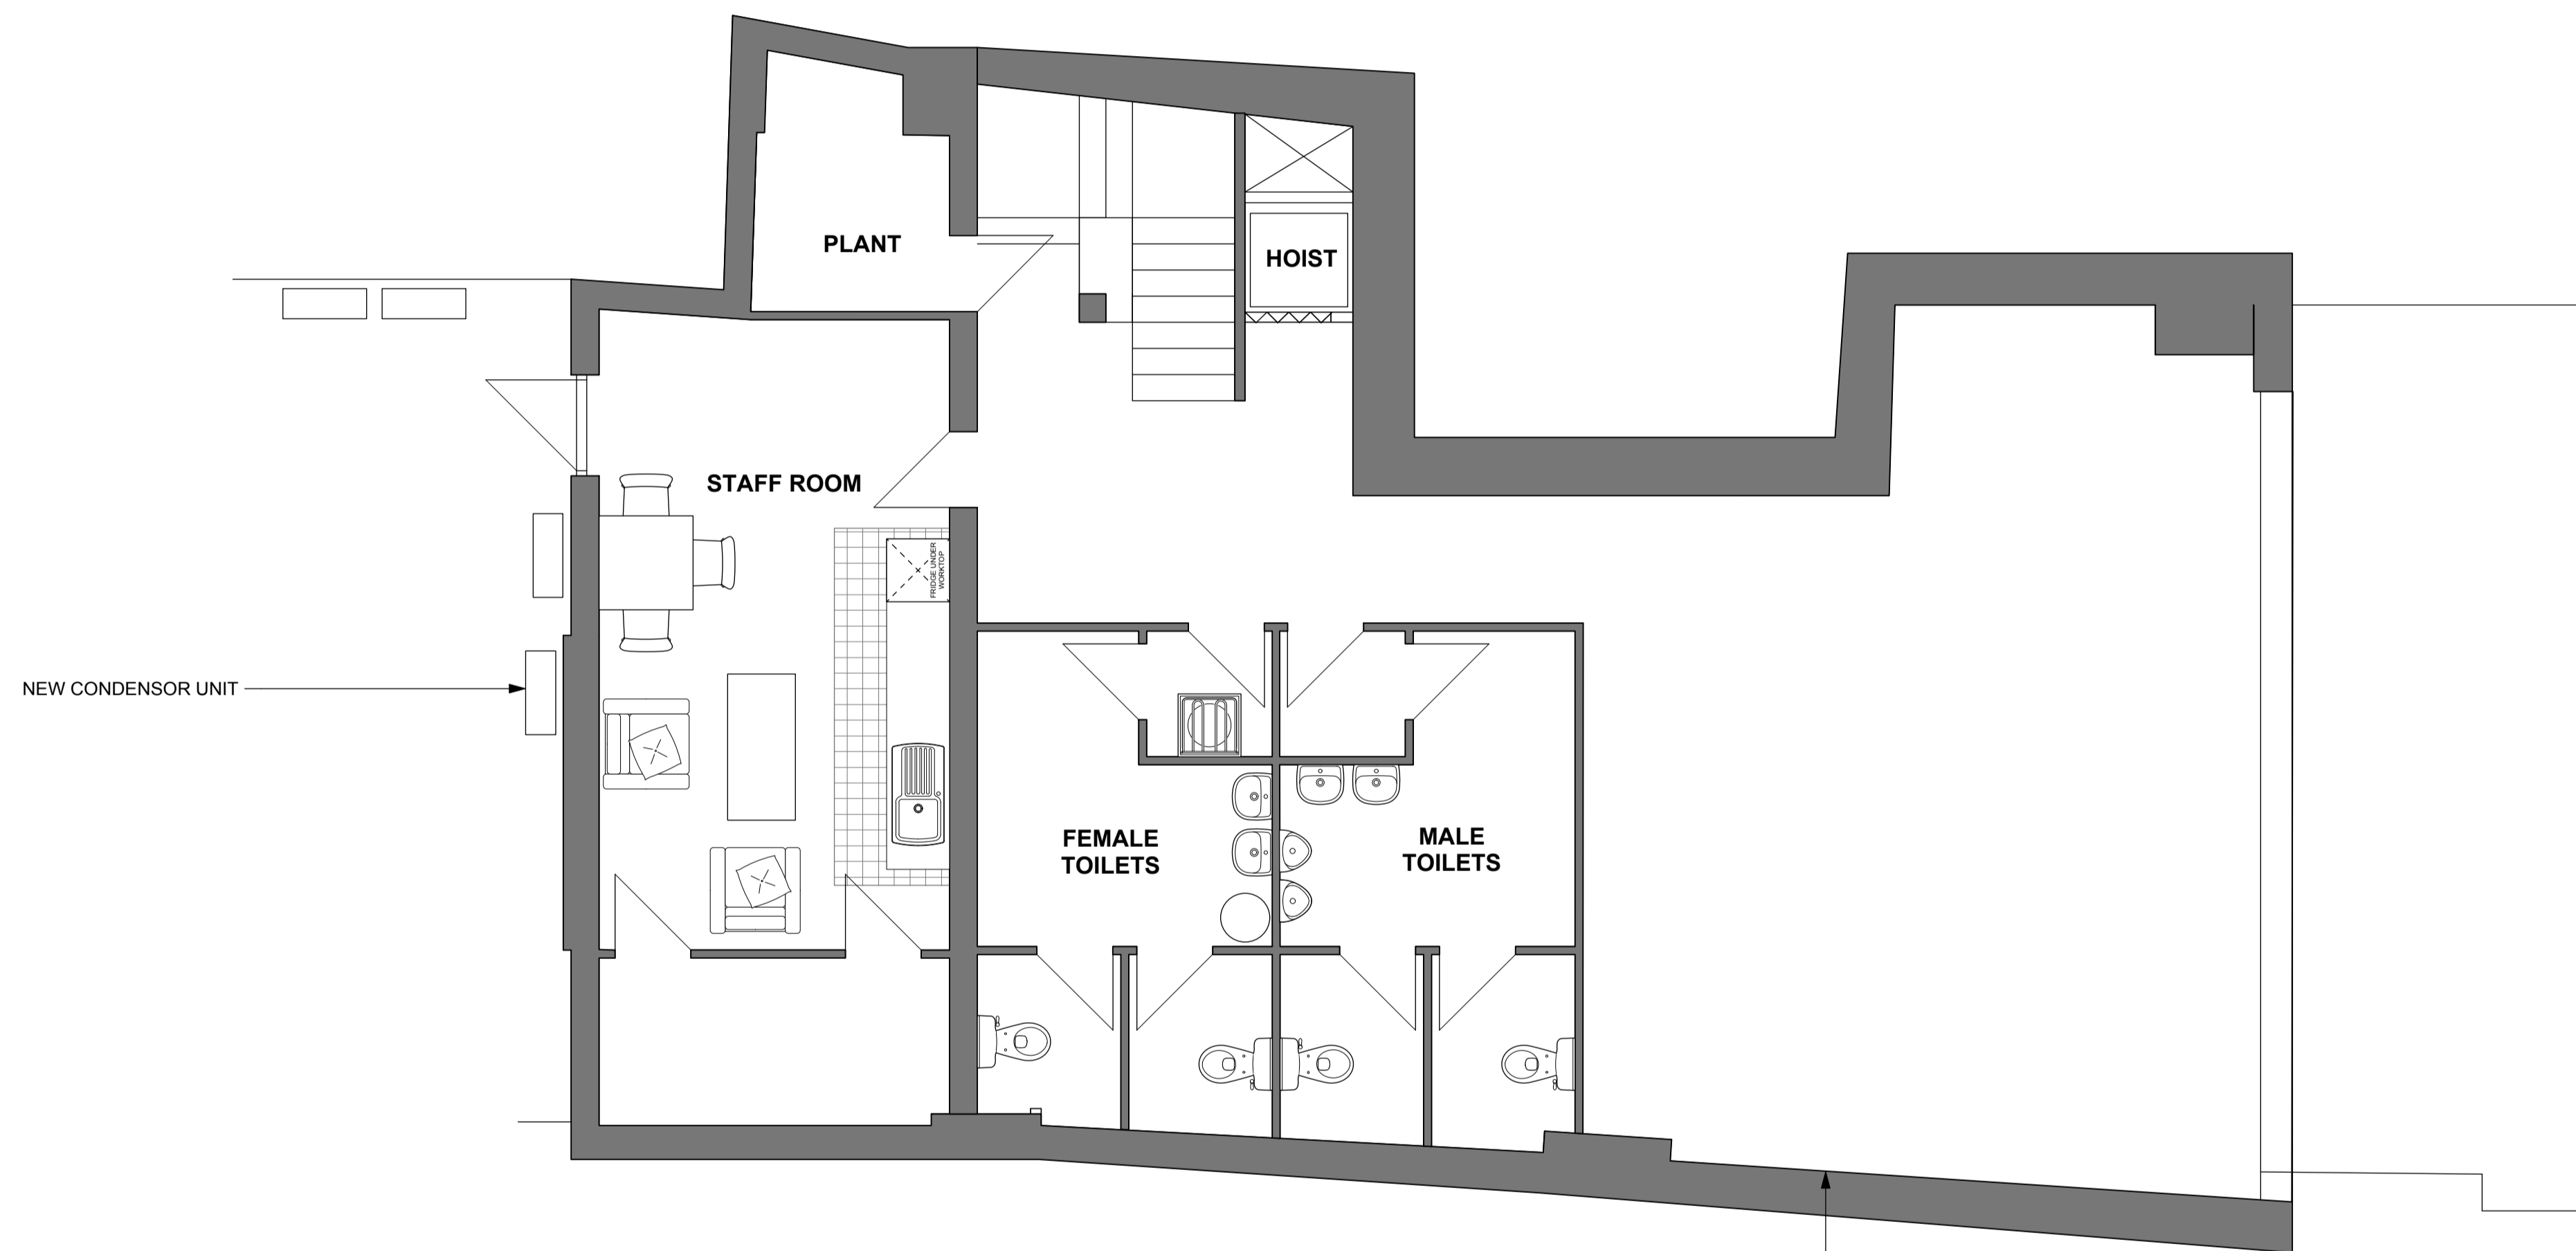 PLANT
HOIST
STAFF ROOM
FRIDGE UNDER
WORKTOP
NEW CONDENSOR UNIT
FEMALE
TOILETS
MALE
TOILETS